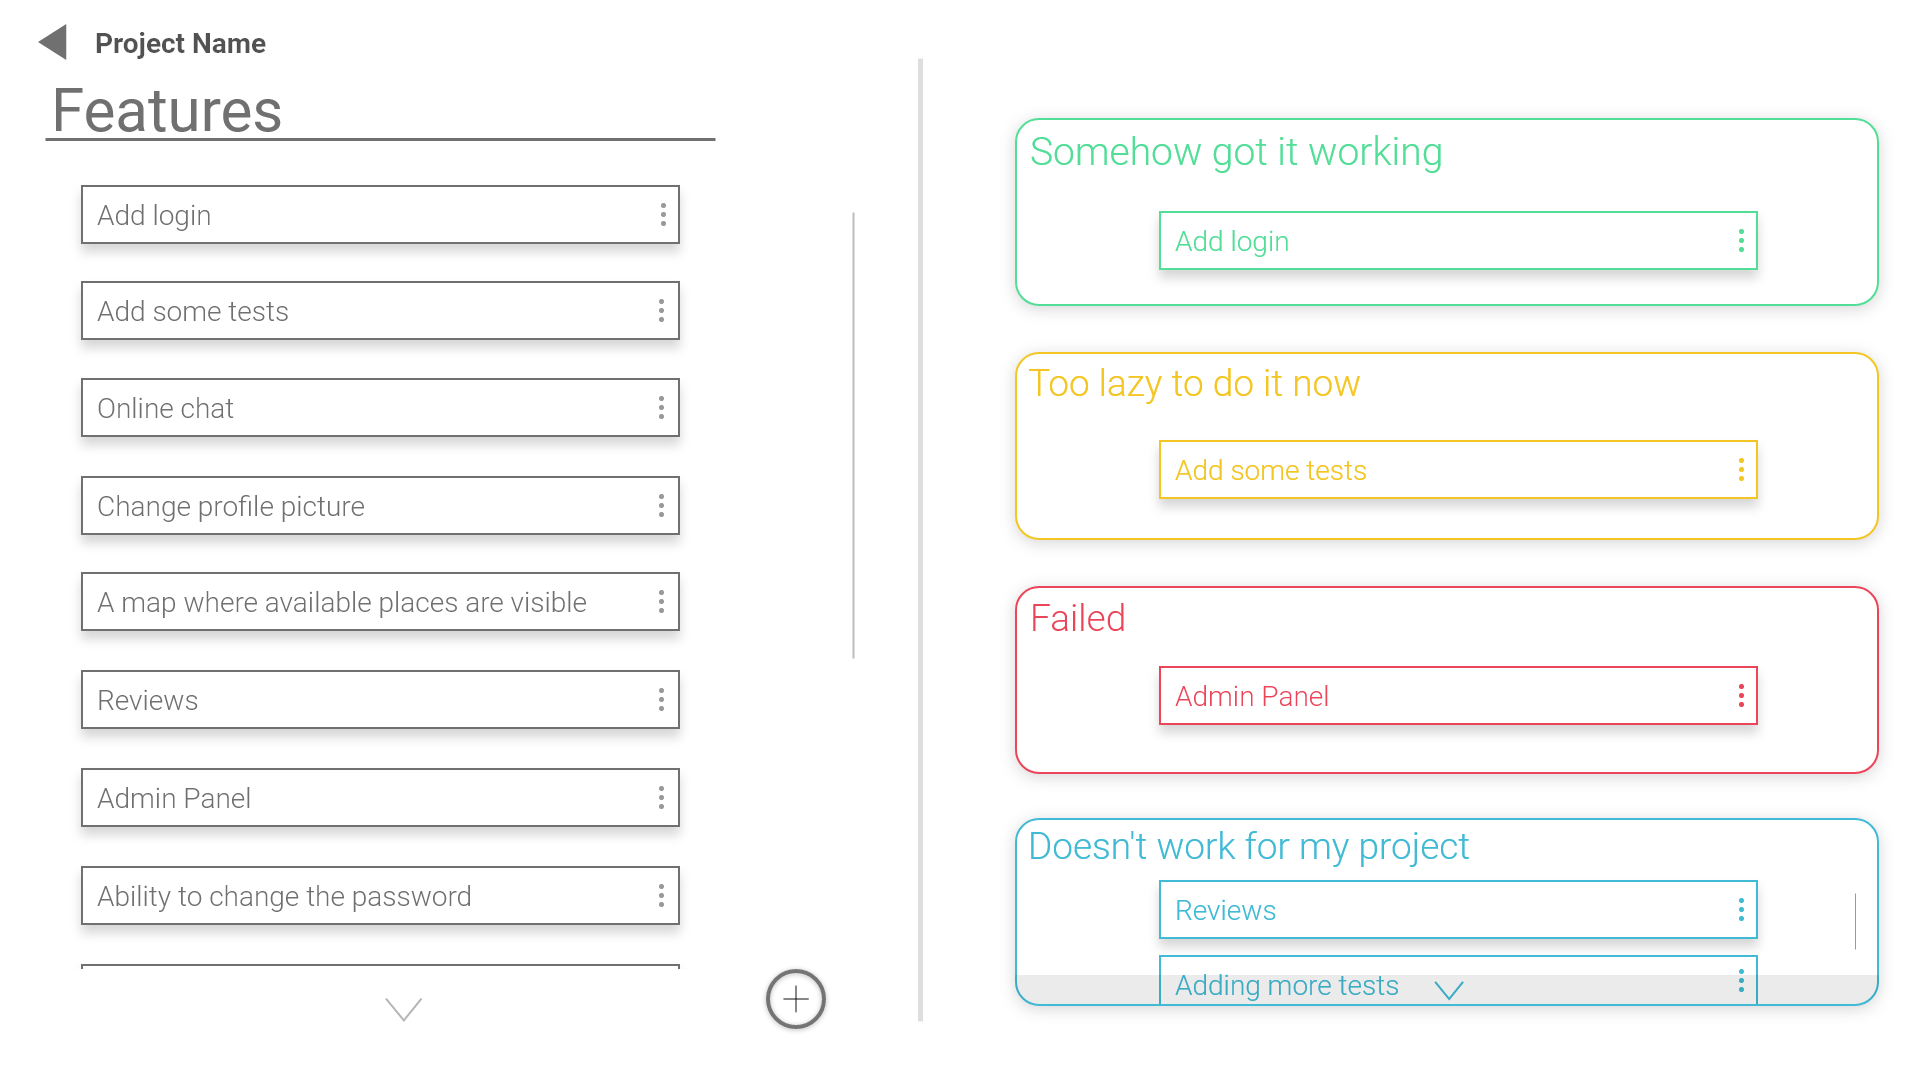 Project Name
Features
Add login
Add some tests
Online chat
Change profile picture
A map where available places are visible
Reviews
Admin Panel
Ability to change the password
Somehow got it working
Add login
Too lazy to do it now
Add some tests
Failed
Admin Panel
Doesn't work for my project
Reviews
Adding more tests